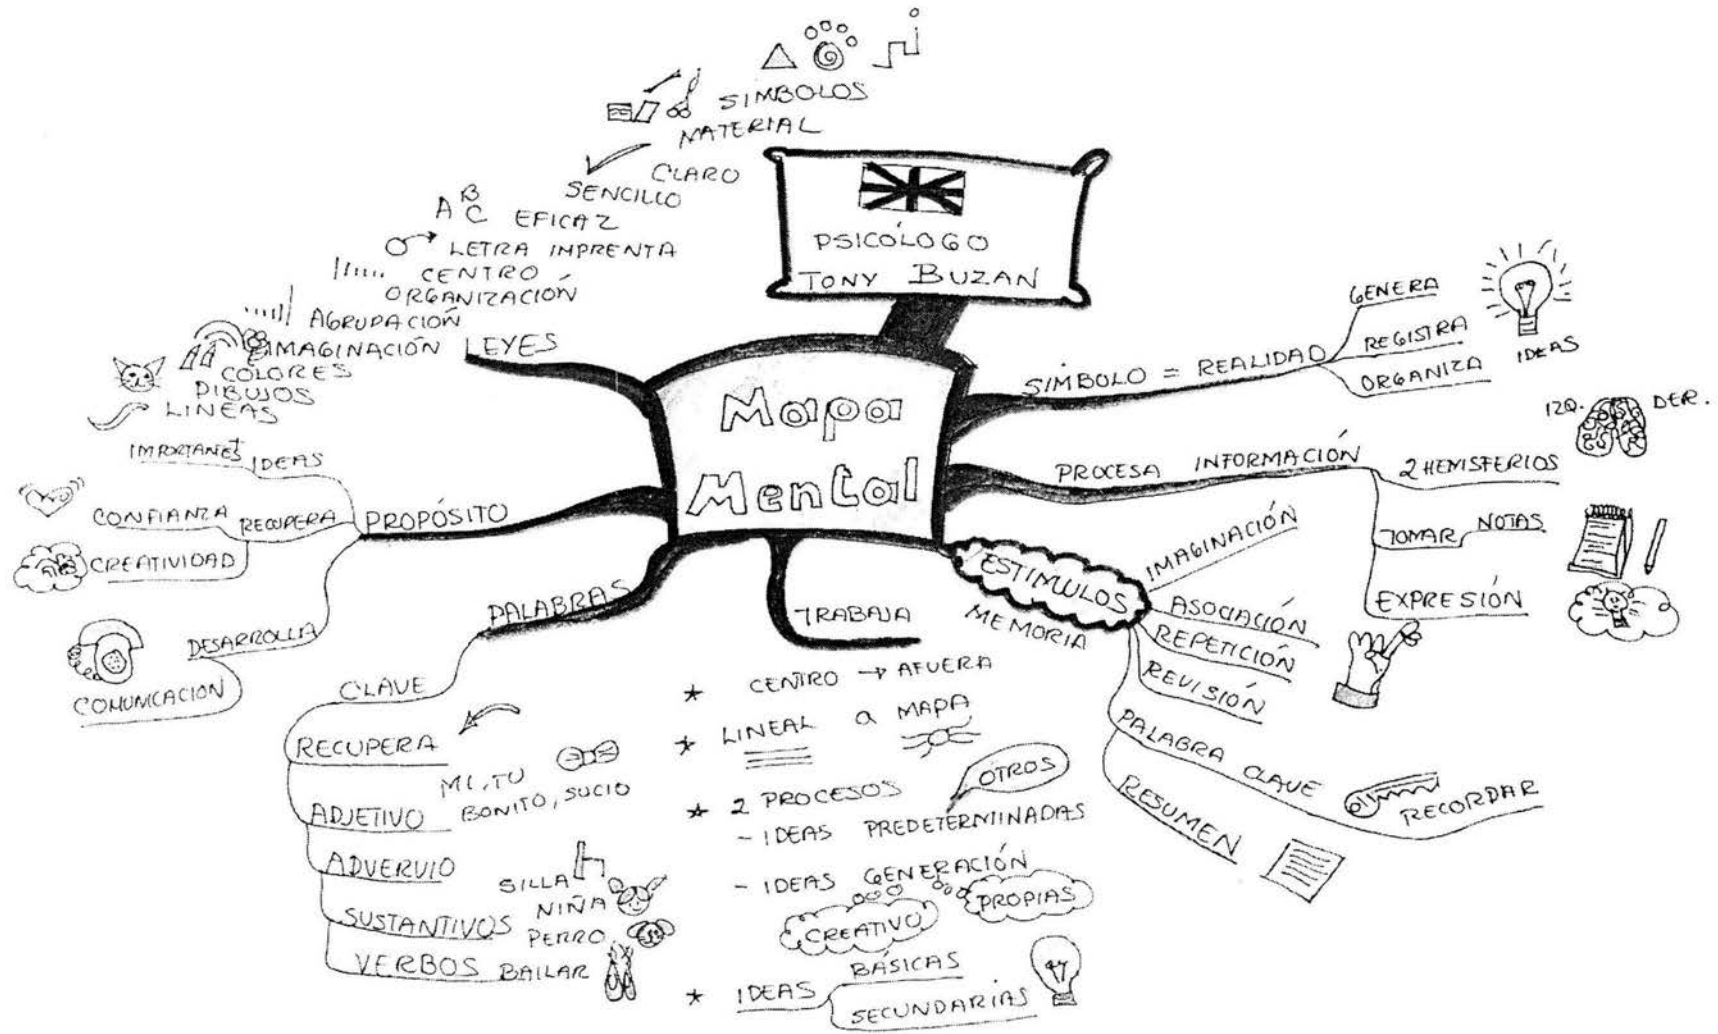 SIMBOLOS
MATERIAL
CLARO
SENCILLO
A B C EFICAZ
LETRA IMPRENTA
CENTRO
ORGANIZACIÓN
AGRUPACIÓN
IMAGINACIÓN
COLORES
DIBUJOS
LINEAS
LEYES
PSICÓLOGO
TONY BUZAN
Mapa
Mental
SIMBOLO = REALIDAD
GENERA
REGISTRA
ORGANIZA
IDEAS
PROCESA INFORMACIÓN
IZQ. DER.
2 HEMISFERIOS
TOMAR NOTAS
EXPRESIÓN
ESTIMULOS
MEMORIA
IMAGINACIÓN
ASOCIACIÓN
REPETICIÓN
REVISIÓN
PALABRA CLAVE
RECORDAR
RESUMEN
TRABAJA
* CENTRO → AFUERA
* LINEAL a MAPA
* 2 PROCESOS
OTROS
- IDEAS PREDETERMINADAS
- IDEAS GENERACIÓN
CREATIVO
PROPIAS
* IDEAS
BÁSICAS
SECUNDARIAS
PALABRAS
CLAVE
RECUPERA
ADJETIVO
MI, TU
BONITO, SUCIO
ADVERVIO
SUSTANTIVOS
SILLA
NIÑA
PERRO
VERBOS BAILAR
PROPÓSITO
IMPORTANTES IDEAS
RECUPERA
CONFIANZA
CREATIVIDAD
DESARROLLA
COMUNICACION